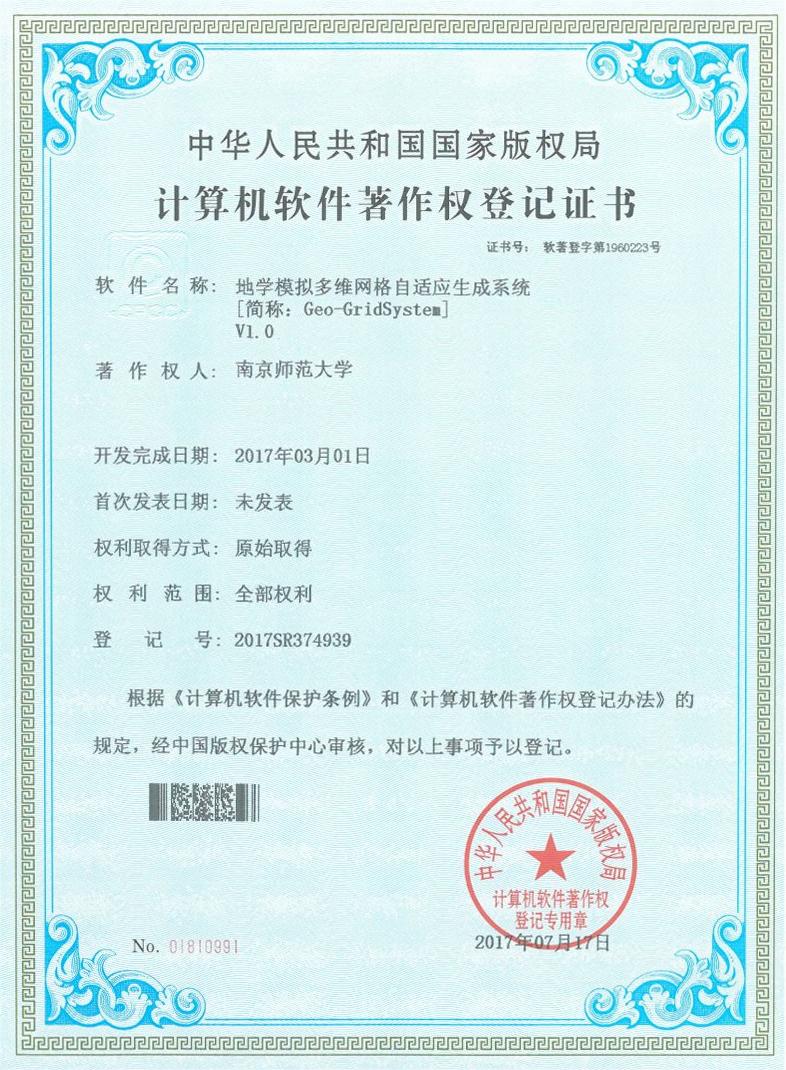 中华人民共和国国家版权局
计算机软件著作权登记证书
证书号： 软著登字第1960223号
软件名称： 地学模拟多维网格自适应生成系统
[简称：Geo-GridSystem]
V1.0
著作权人： 南京师范大学
开发完成日期： 2017年03月01日
首次发表日期： 未发表
权利取得方式： 原始取得
权利范围： 全部权利
登记号： 2017SR374939
根据《计算机软件保护条例》和《计算机软件著作权登记办法》的
规定，经中国版权保护中心审核，对以上事项予以登记。
中华人民共和国国家版权局
计算机软件著作权
登记专用章
No. 01810991
2017年07月17日